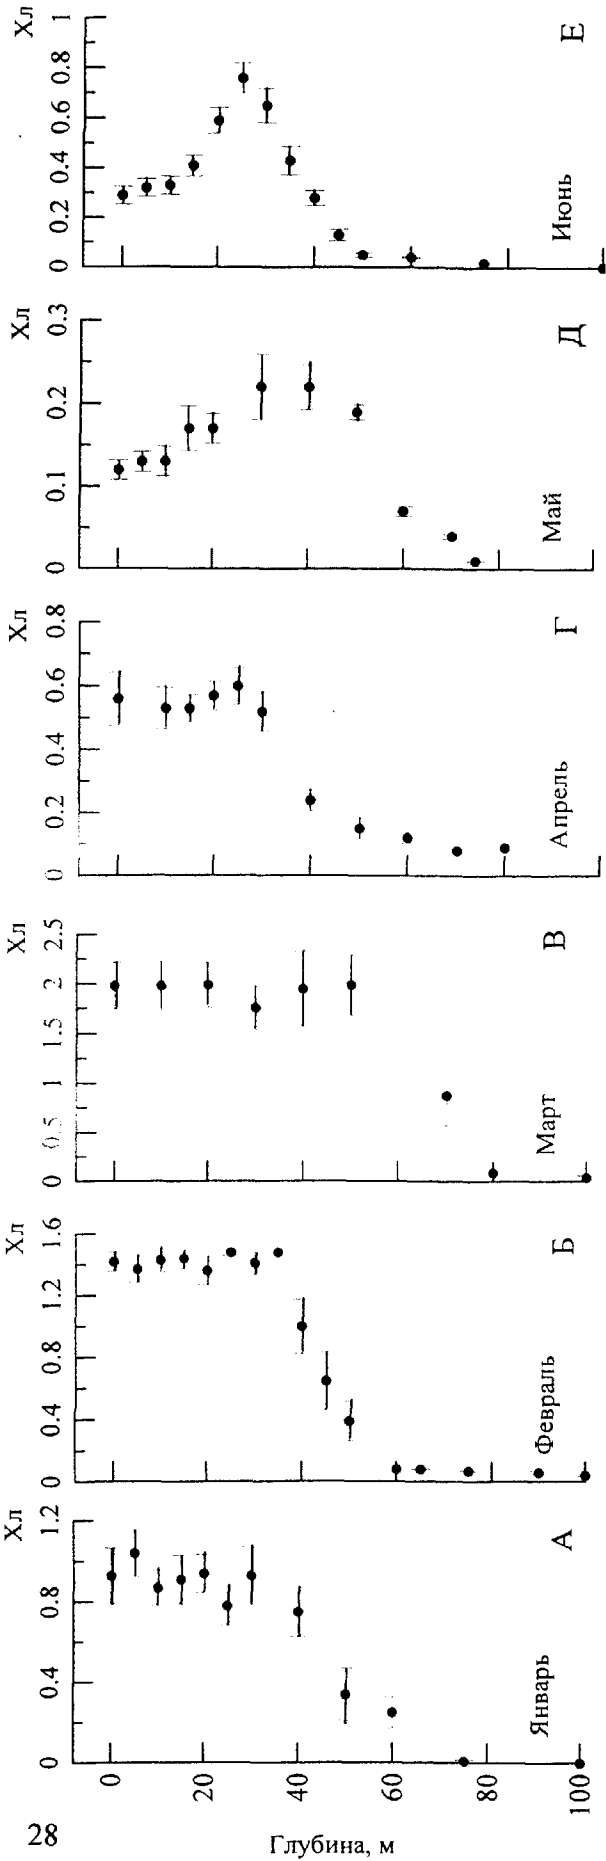 28
Глубина, м
0
20
40
60
80
100
Хл
0 0.4 0.8 1.2
Январь
А
Хл
0 0.4 0.8 1.2 1.6
Февраль
Б
Хл
0 0.5 1 1.5 2 2.5
Март
В
Хл
0 0.2 0.4 0.6 0.8
Апрель
Г
Хл
0 0.1 0.2 0.3
Май
Д
Хл
0 0.2 0.4 0.6 0.8 1
Июнь
Е